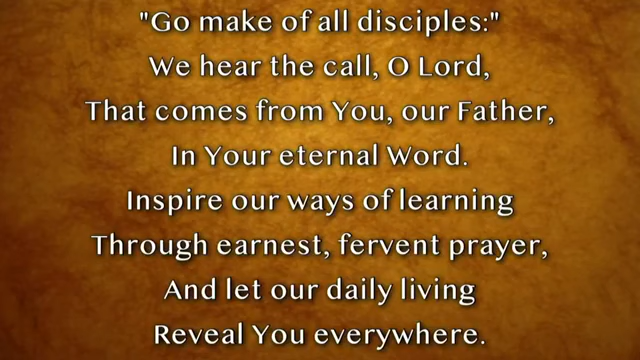 "Go make of all disciples:"
We hear the call, O Lord,
That comes from You, our Father,
In Your eternal Word.
Inspire our ways of learning
Through earnest, fervent prayer,
And let our daily living
Reveal You everywhere.